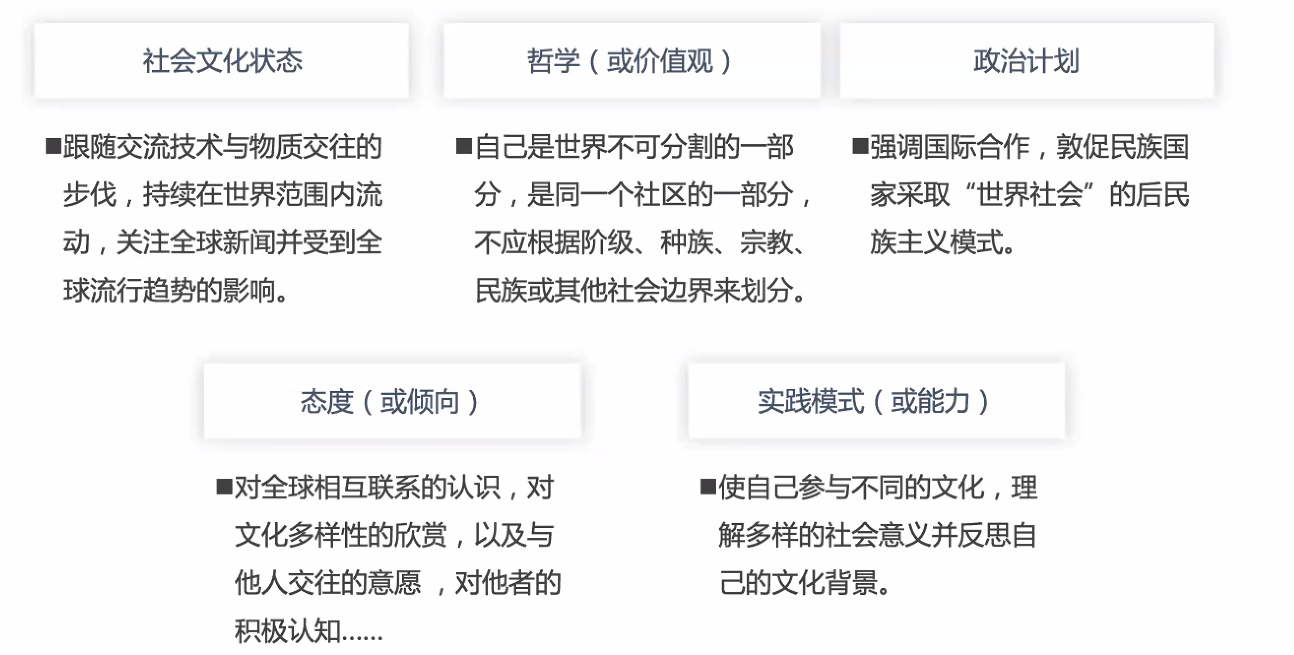 社会文化状态
■跟随交流技术与物质交往的
步伐，持续在世界范围内流
动，关注全球新闻并受到全
球流行趋势的影响。
哲学（或价值观）
■自己是世界不可分割的一部
分，是同一个社区的一部分，
不应根据阶级、种族、宗教、
民族或其他社会边界来划分。
政治计划
■强调国际合作，敦促民族国
家采取“世界社会”的后民
族主义模式。
态度（或倾向）
■对全球相互联系的认识，对
文化多样性的欣赏，以及与
他人交往的意愿 ，对他者的
积极认知......
实践模式（或能力）
■使自己参与不同的文化，理
解多样的社会意义并反思自
己的文化背景。